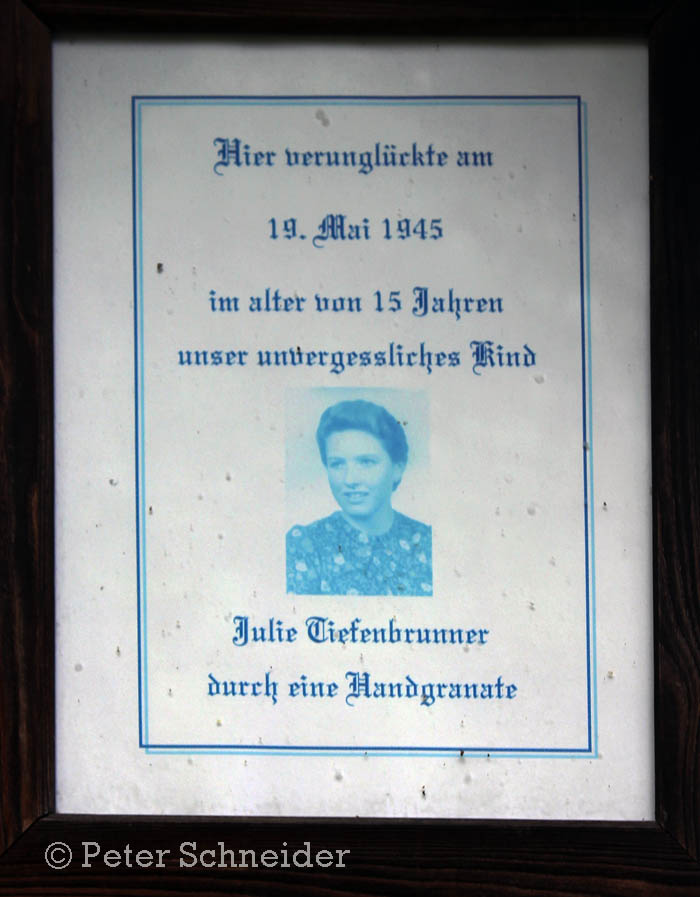 Hier verunglückte am
19. Mai 1945
im alter von 15 Jahren
unser unvergessliches Kind
Julie Tiefenbrunner
durch eine Handgranate
© Peter Schneider